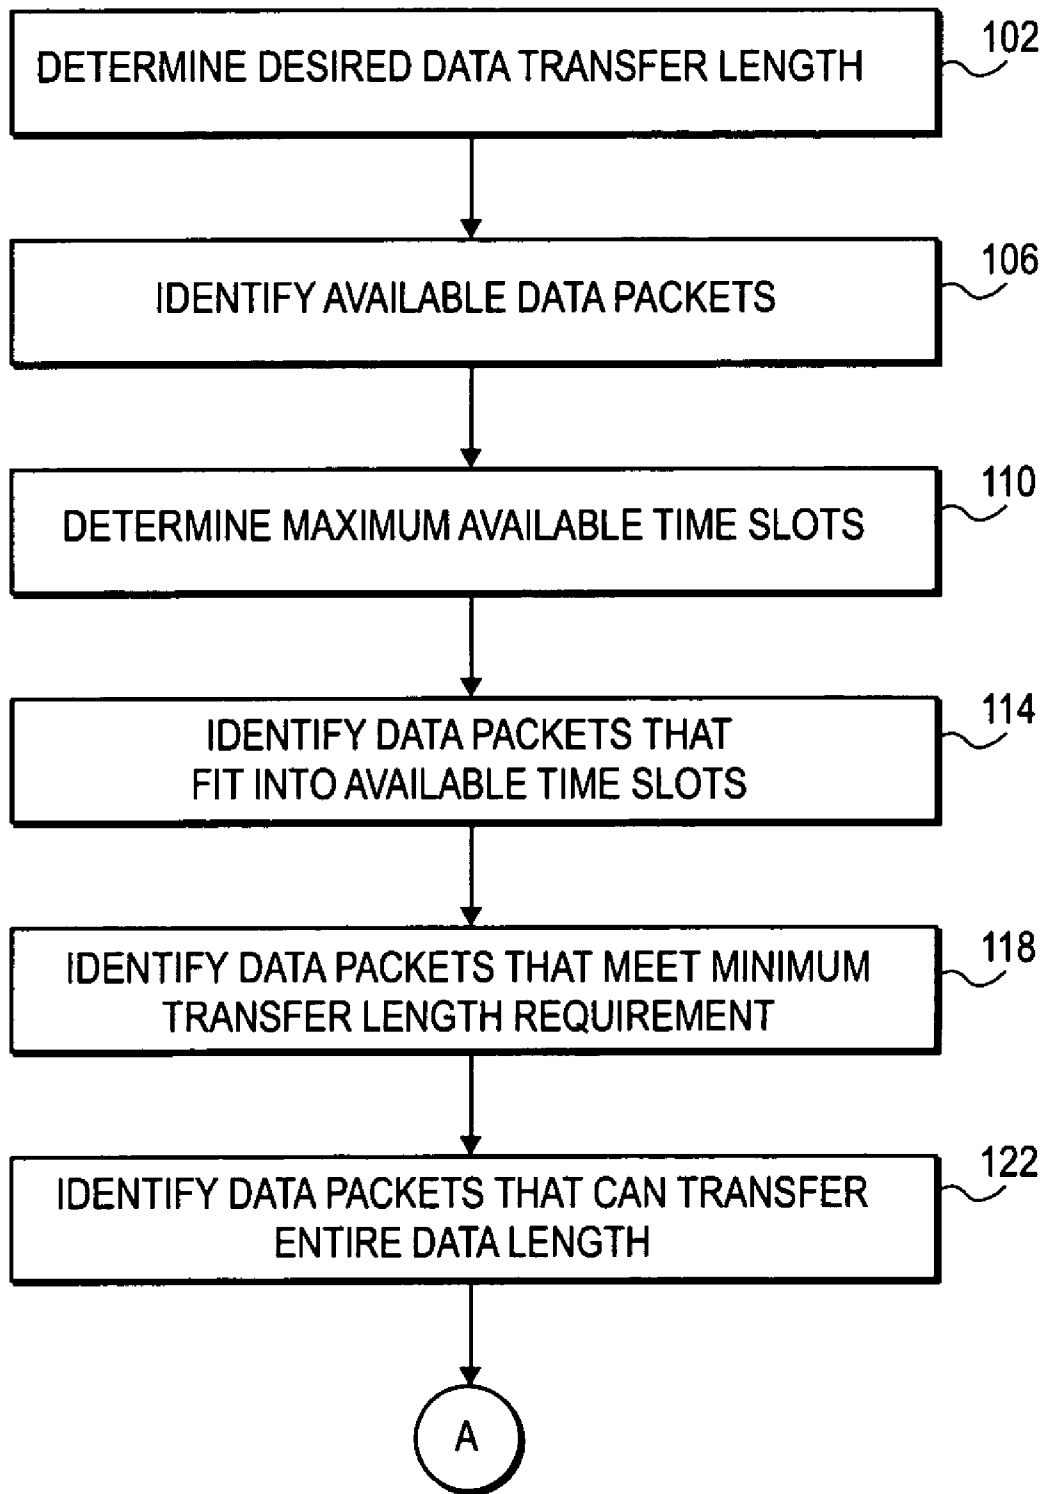 DETERMINE DESIRED DATA TRANSFER LENGTH
102
IDENTIFY AVAILABLE DATA PACKETS
106
DETERMINE MAXIMUM AVAILABLE TIME SLOTS
110
IDENTIFY DATA PACKETS THAT
FIT INTO AVAILABLE TIME SLOTS
114
IDENTIFY DATA PACKETS THAT MEET MINIMUM
TRANSFER LENGTH REQUIREMENT
118
IDENTIFY DATA PACKETS THAT CAN TRANSFER
ENTIRE DATA LENGTH
122
A